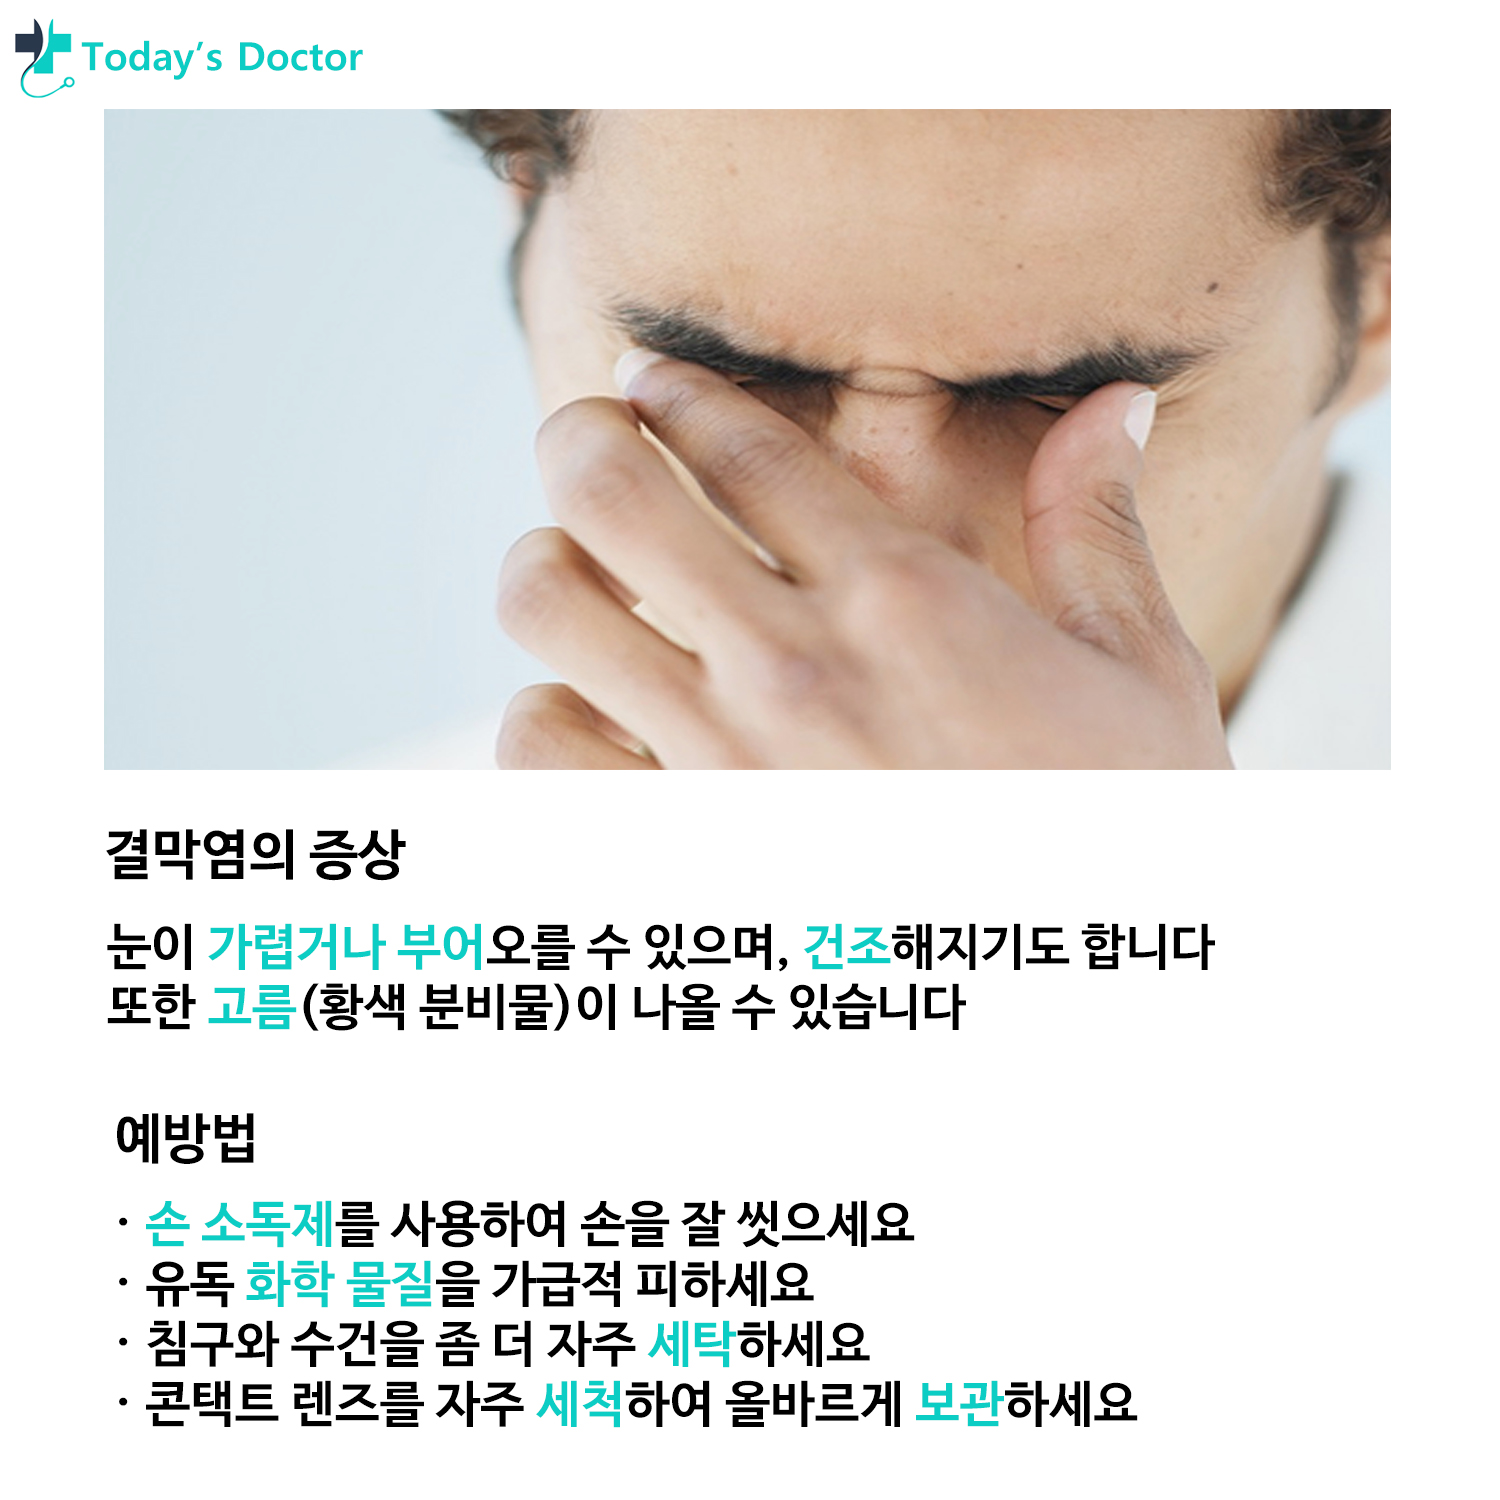 Today's Doctor
결막염의 증상
눈이 가렵거나 부어오를 수 있으며, 건조해지기도 합니다
또한 고름(황색 분비물)이 나올 수 있습니다
예방법
· 손 소독제를 사용하여 손을 잘 씻으세요
· 유독 화학 물질을 가급적 피하세요
· 침구와 수건을 좀 더 자주 세탁하세요
· 콘택트 렌즈를 자주 세척하여 올바르게 보관하세요